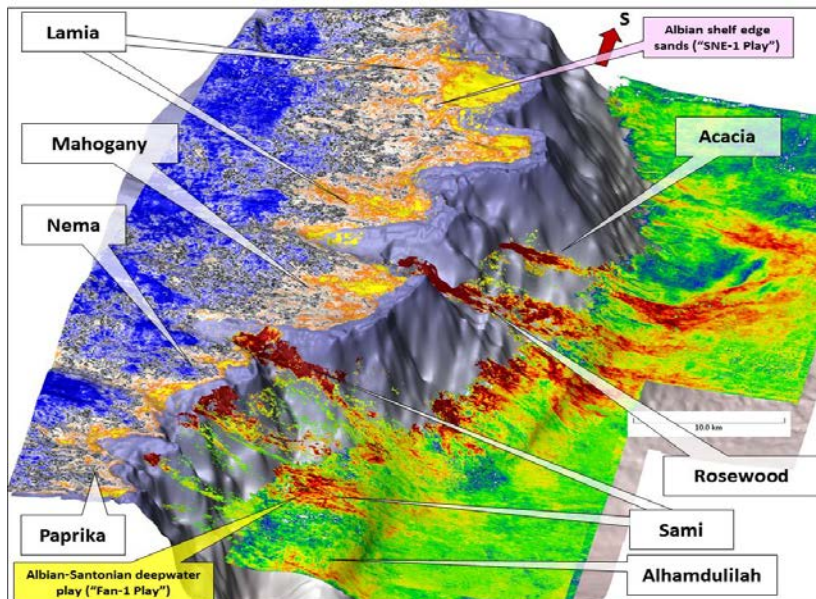 Lamia
S
Albian shelf edge
sands (“SNE-1 Play”)
Mahogany
Acacia
Nema
10.0 km
Rosewood
Paprika
Sami
Albian-Santonian deepwater
play (“Fan-1 Play”)
Alhamdulilah